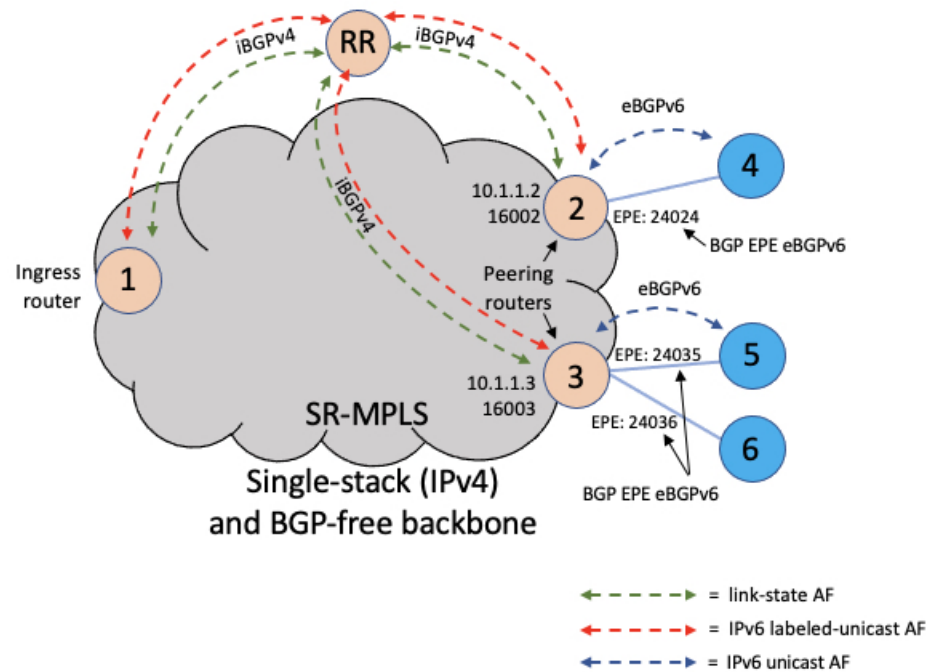 RR
iBGPv4
iBGPv4
iBGPv4
eBGPv6
4
10.1.1.2
16002
2
EPE: 24024
BGP EPE eBGPv6
Ingress
router
1
Peering
routers
eBGPv6
EPE: 24035
5
10.1.1.3
16003
3
EPE: 24036
6
BGP EPE eBGPv6
SR-MPLS
Single-stack (IPv4)
and BGP-free backbone
= link-state AF
= IPv6 labeled-unicast AF
= IPv6 unicast AF